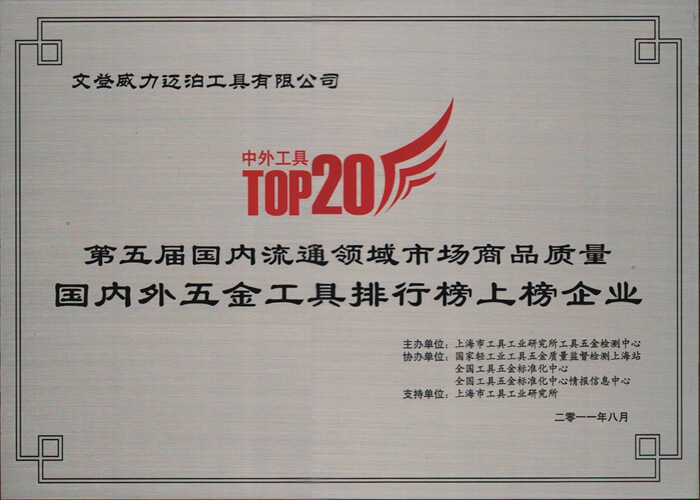 文登威力迈泊工具有限公司
中外工具
TOP20
第五届国内流通领域市场商品质量
国内外五金工具排行榜上榜企业
主办单位：上海市工具工业研究所工具五金检测中心
协办单位：国家轻工业工具五金质量监督检测上海站
全国工具五金标准化中心
全国工具五金标准化中心情报信息中心
支持单位：上海市工具工业研究所
二零一一年八月